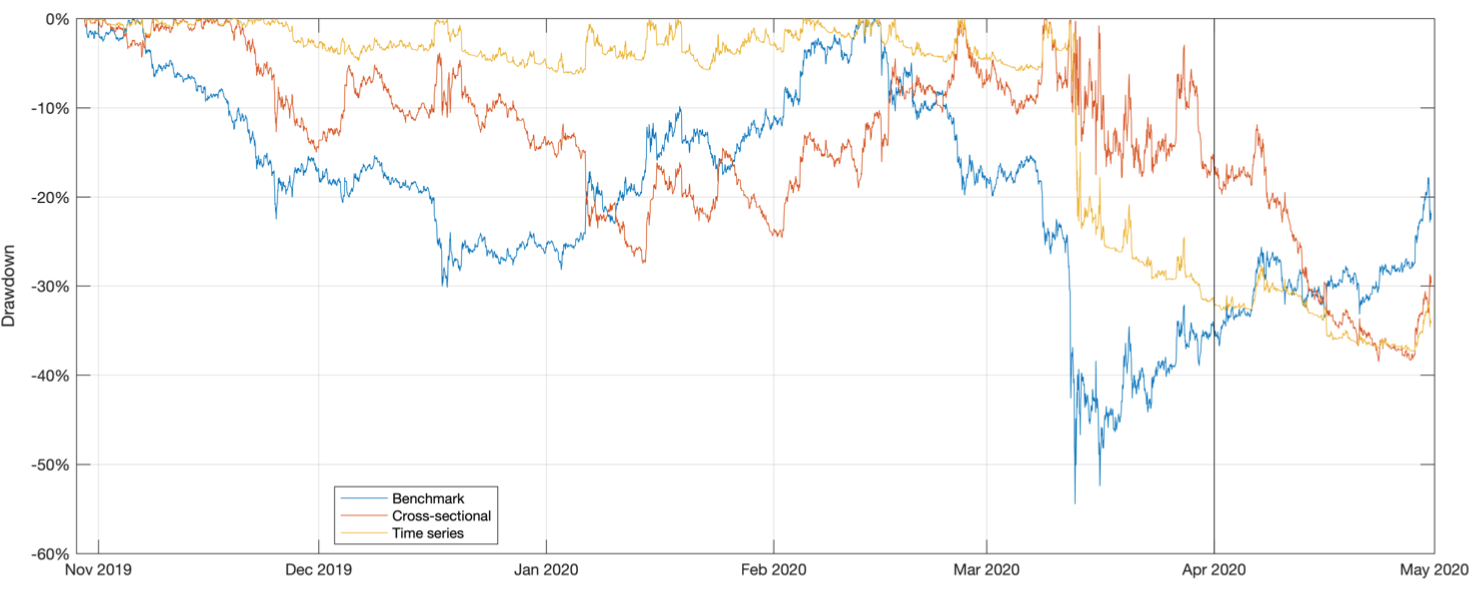 0%
-10%
-20%
-30%
-40%
-50%
-60%
Drawdown
Benchmark
Cross-sectional
Time series
Nov 2019
Dec 2019
Jan 2020
Feb 2020
Mar 2020
Apr 2020
May 2020